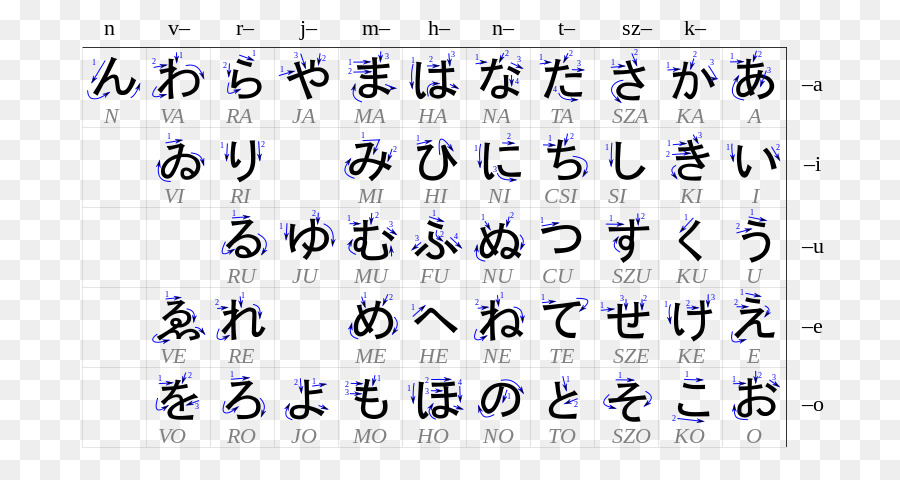 n v– r– j– m– h– n– t– sz– k–
ん わ ら や ま は な た さ か あ –a
N VA RA JA MA HA NA TA SZA KA A
ゐ り み ひ に ち し き い –i
VI RI MI HI NI CSI SI KI I
る ゆ む ふ ぬ つ す く う –u
RU JU MU FU NU CU SZU KU U
ゑ れ め へ ね て せ け え –e
VE RE ME HE NE TE SZE KE E
を ろ よ も ほ の と そ こ お –o
VO RO JO MO HO NO TO SZO KO O